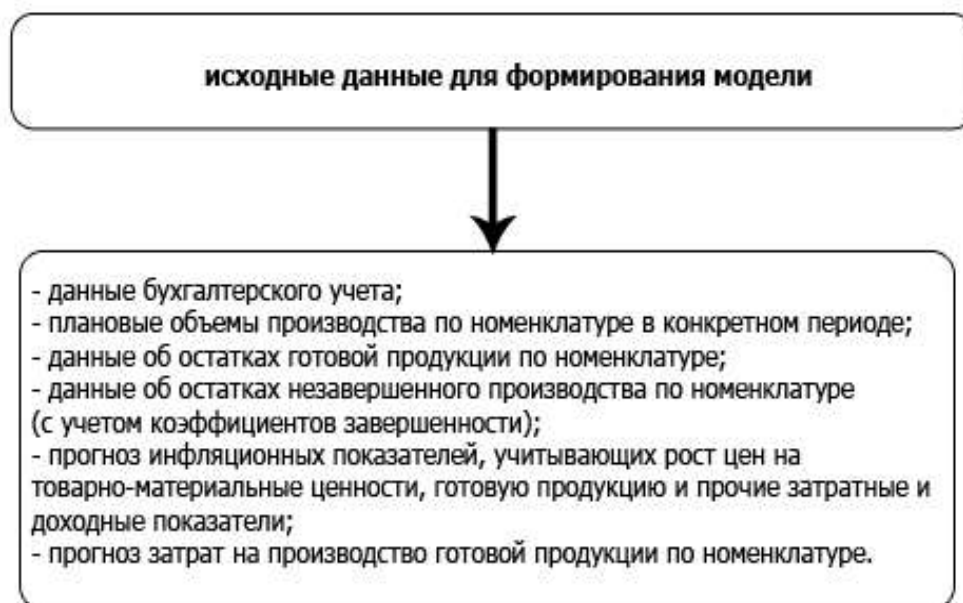 исходные данные для формирования модели
- данные бухгалтерского учета;
- плановые объемы производства по номенклатуре в конкретном периоде;
- данные об остатках готовой продукции по номенклатуре;
- данные об остатках незавершенного производства по номенклатуре
(с учетом коэффициентов завершенности);
- прогноз инфляционных показателей, учитывающих рост цен на
товарно-материальные ценности, готовую продукцию и прочие затратные и
доходные показатели;
- прогноз затрат на производство готовой продукции по номенклатуре.